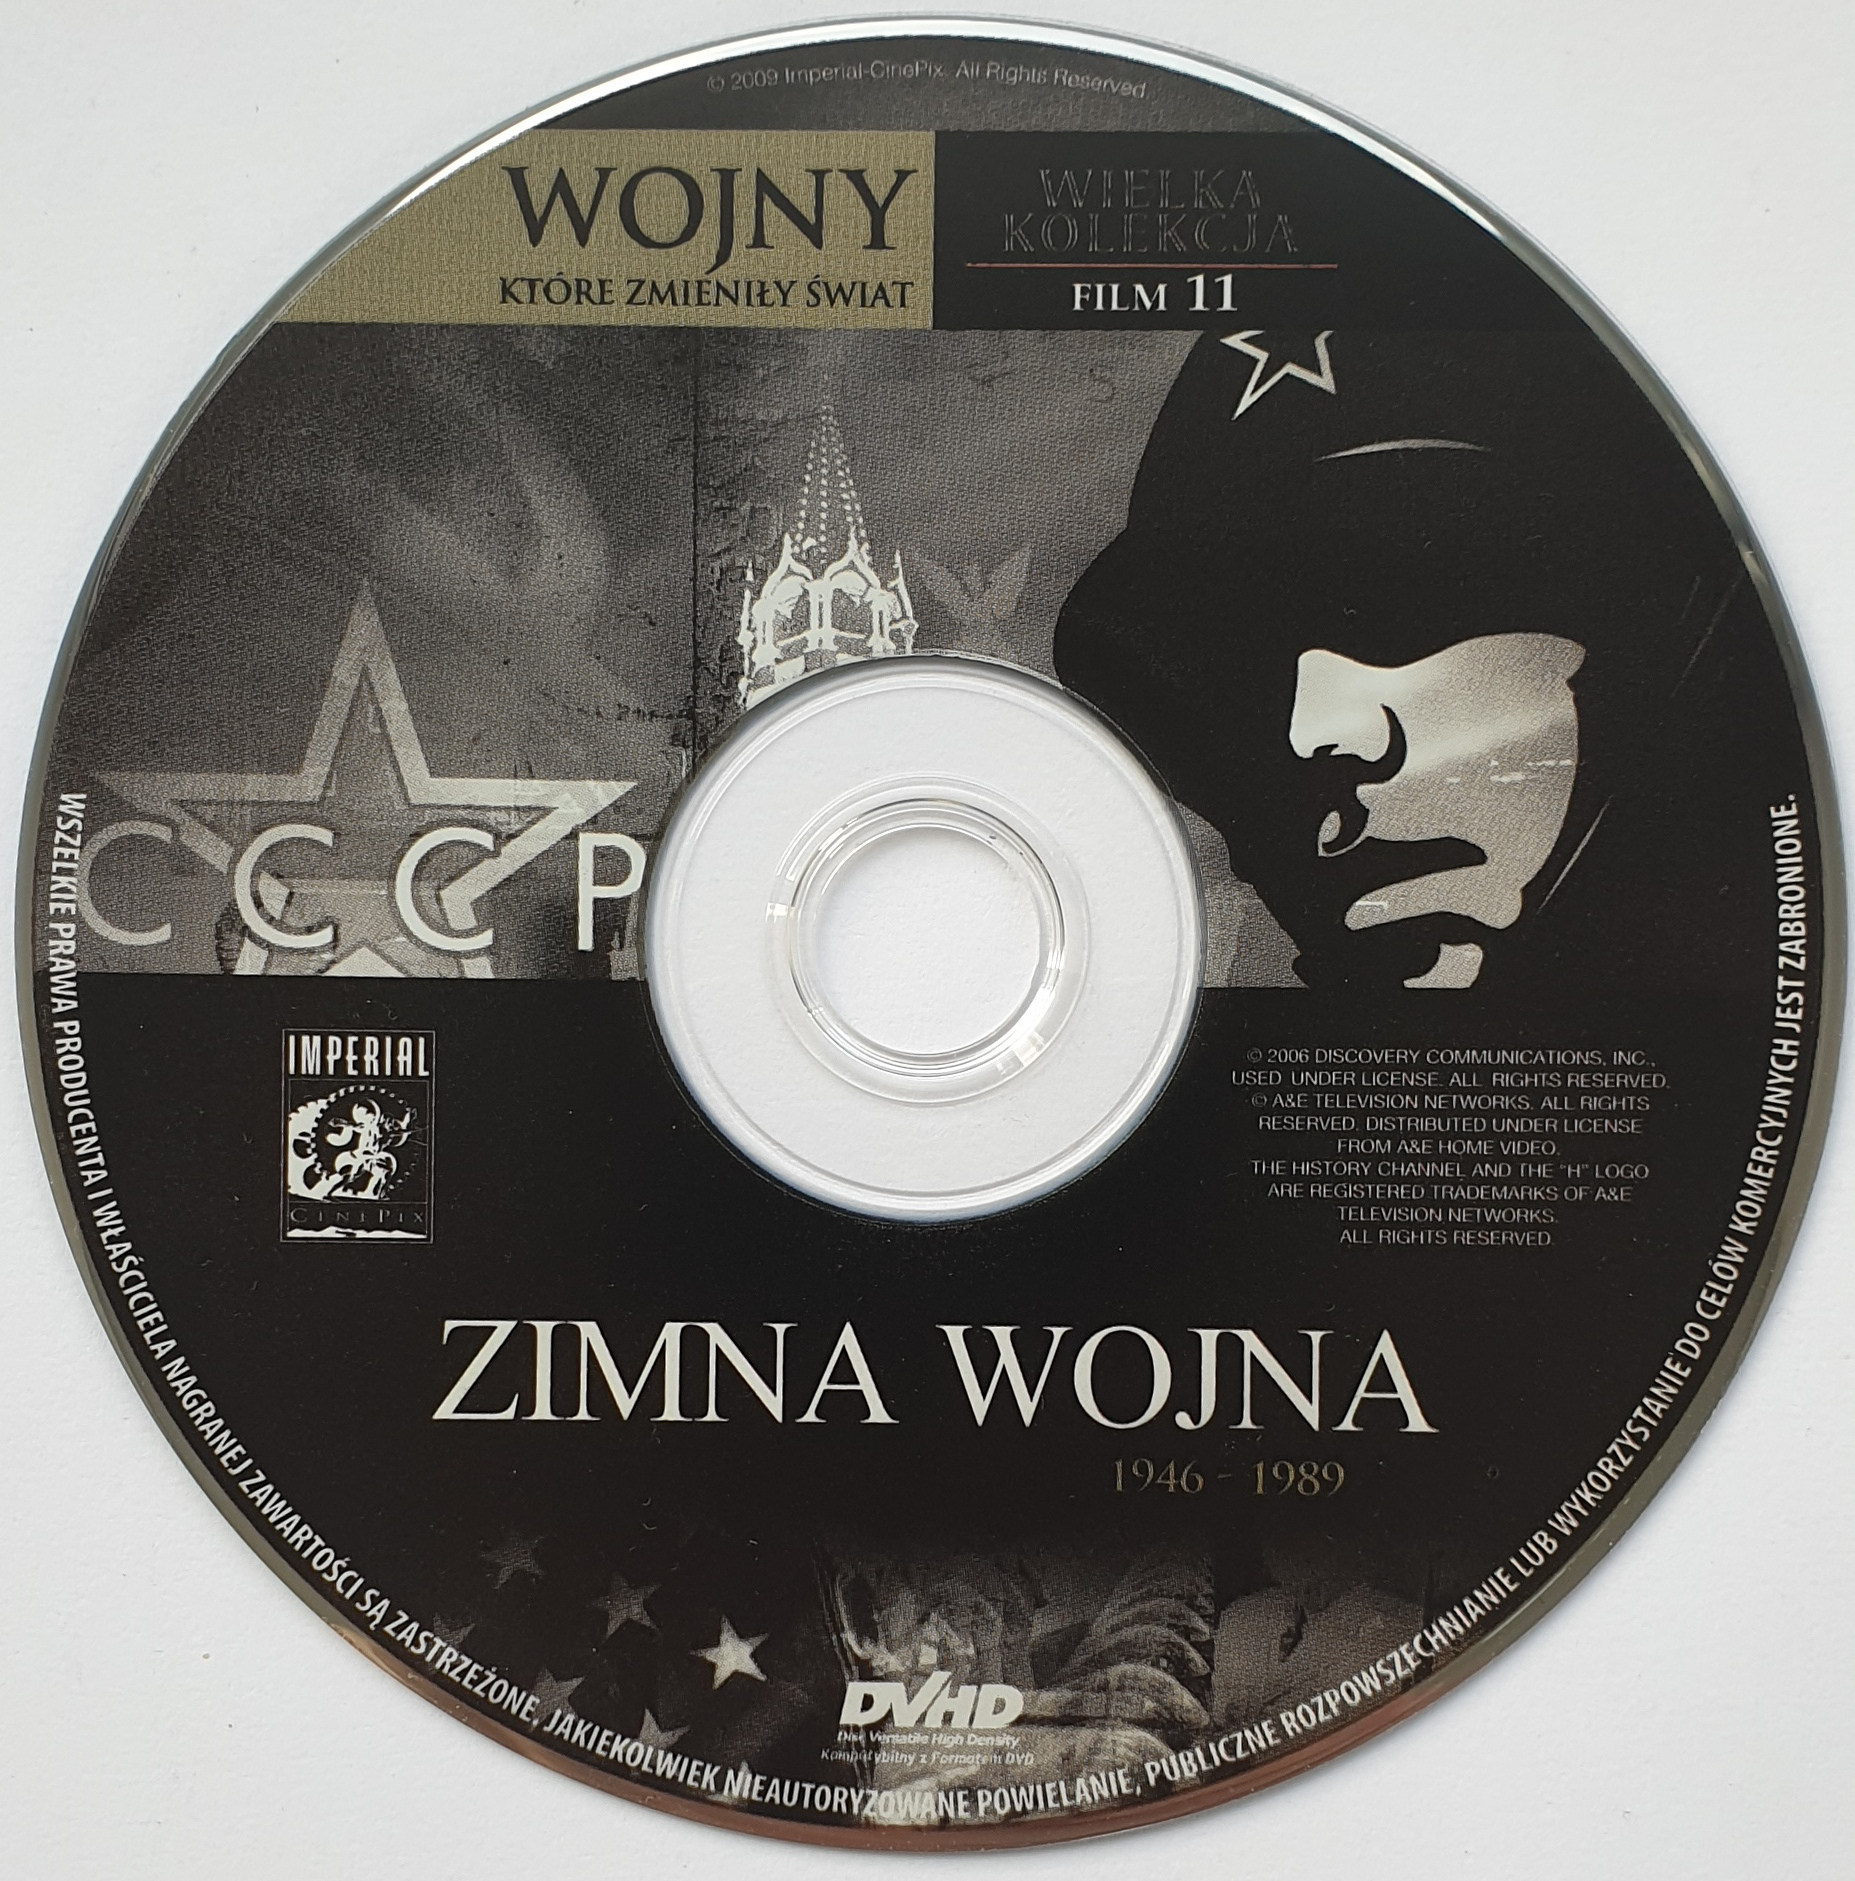 © 2009 Imperial-CinePix. All Rights Reserved.
WOJNY
KTÓRE ZMIENIŁY ŚWIAT
WIELKA
KOLEKCJA
FILM 11
C C C P
IMPERIAL
CINEPIX
© 2006 DISCOVERY COMMUNICATIONS, INC.,
USED UNDER LICENSE. ALL RIGHTS RESERVED.
© A&E TELEVISION NETWORKS. ALL RIGHTS
RESERVED. DISTRIBUTED UNDER LICENSE
FROM A&E HOME VIDEO.
THE HISTORY CHANNEL AND THE "H" LOGO
ARE REGISTERED TRADEMARKS OF A&E
TELEVISION NETWORKS.
ALL RIGHTS RESERVED.
ZIMNA WOJNA
1946 - 1989
DVHD
Disc Versatile High Density
Kompatybilny z Formatem DVD
WSZELKIE PRAWA PRODUCENTA I WŁAŚCICIELA NAGRANEJ ZAWARTOŚCI SĄ ZASTRZEŻONE, JAKIEKOLWIEK NIEAUTORYZOWANE POWIELANIE, PUBLICZNE ROZPOWSZECHNIANIE LUB WYKORZYSTANIE DO CELÓW KOMERCYJNYCH JEST ZABRONIONE.